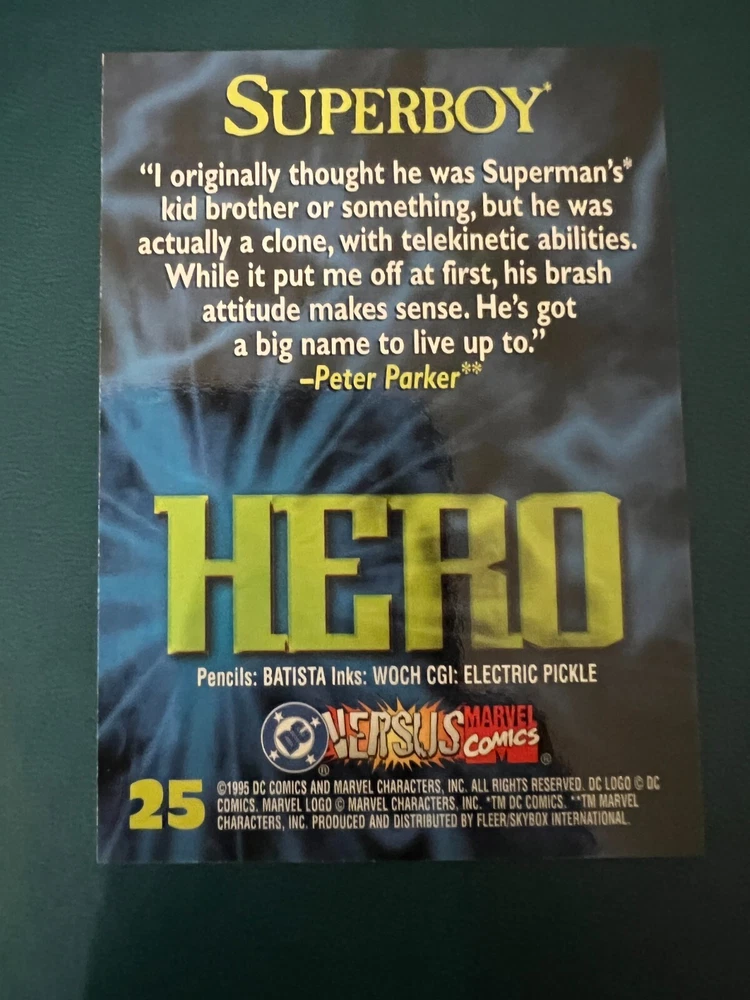 SUPERBOY*
“I originally thought he was Superman's*
kid brother or something, but he was
actually a clone, with telekinetic abilities.
While it put me off at first, his brash
attitude makes sense. He's got
a big name to live up to.”
–Peter Parker**
HERO
Pencils: BATISTA Inks: WOCH CGI: ELECTRIC PICKLE
DC VERSUS MARVEL COMICS
® ®
25
©1995 DC COMICS AND MARVEL CHARACTERS, INC. ALL RIGHTS RESERVED. DC LOGO © DC
COMICS. MARVEL LOGO © MARVEL CHARACTERS, INC. *TM DC COMICS. **TM MARVEL
CHARACTERS, INC. PRODUCED AND DISTRIBUTED BY FLEER/SKYBOX INTERNATIONAL.